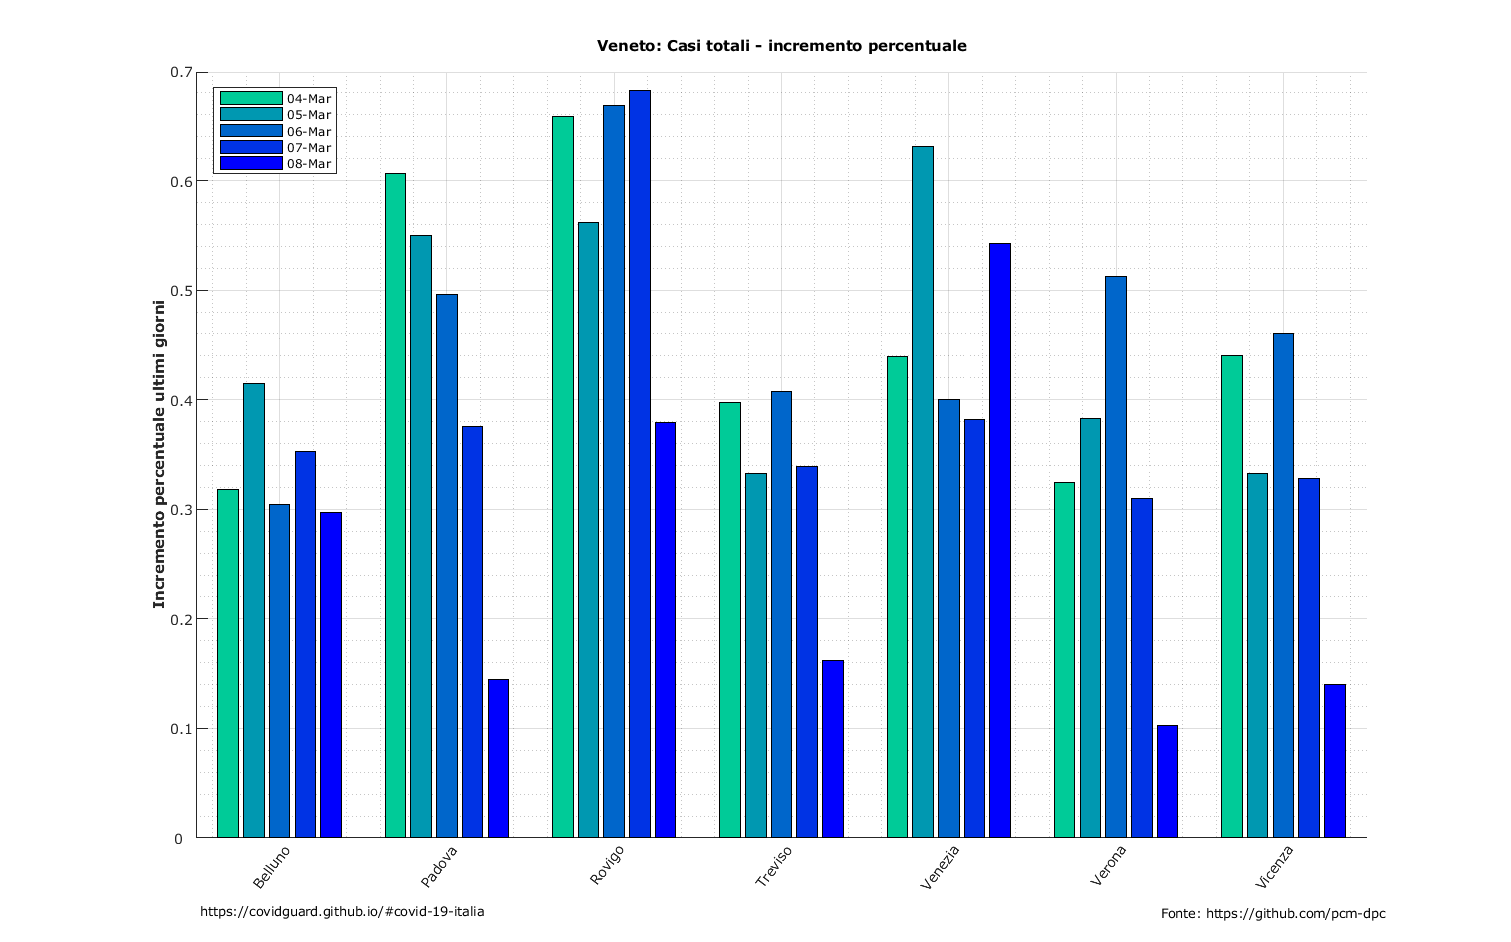 Veneto: Casi totali - incremento percentuale
Incremento percentuale ultimi giorni
0.7
0.6
0.5
0.4
0.3
0.2
0.1
0
04-Mar
05-Mar
06-Mar
07-Mar
08-Mar
Belluno
Padova
Rovigo
Treviso
Venezia
Verona
Vicenza
https://covidguard.github.io/#covid-19-italia
Fonte: https://github.com/pcm-dpc